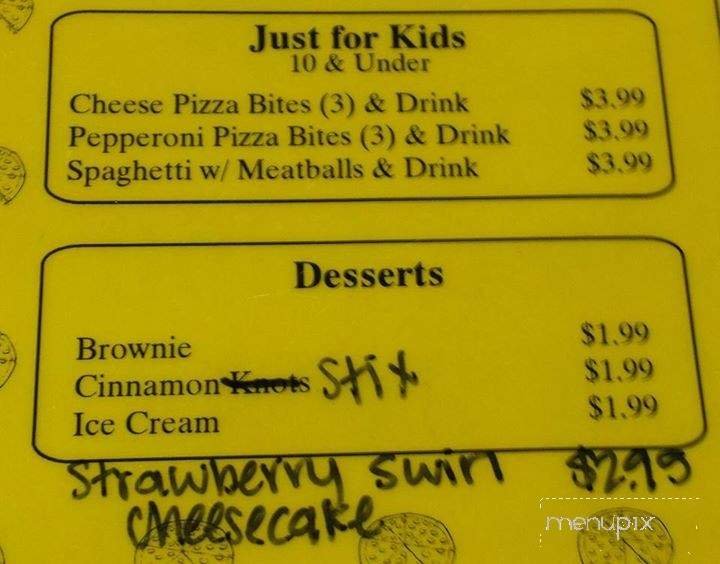 Just for Kids
10 & Under
Cheese Pizza Bites (3) & Drink $3.99
Pepperoni Pizza Bites (3) & Drink $3.99
Spaghetti w/ Meatballs & Drink $3.99
Desserts
Brownie $1.99
Cinnamon Knots Stix $1.99
Ice Cream $1.99
Strawberry swirl $2.95
cheesecake
menupix